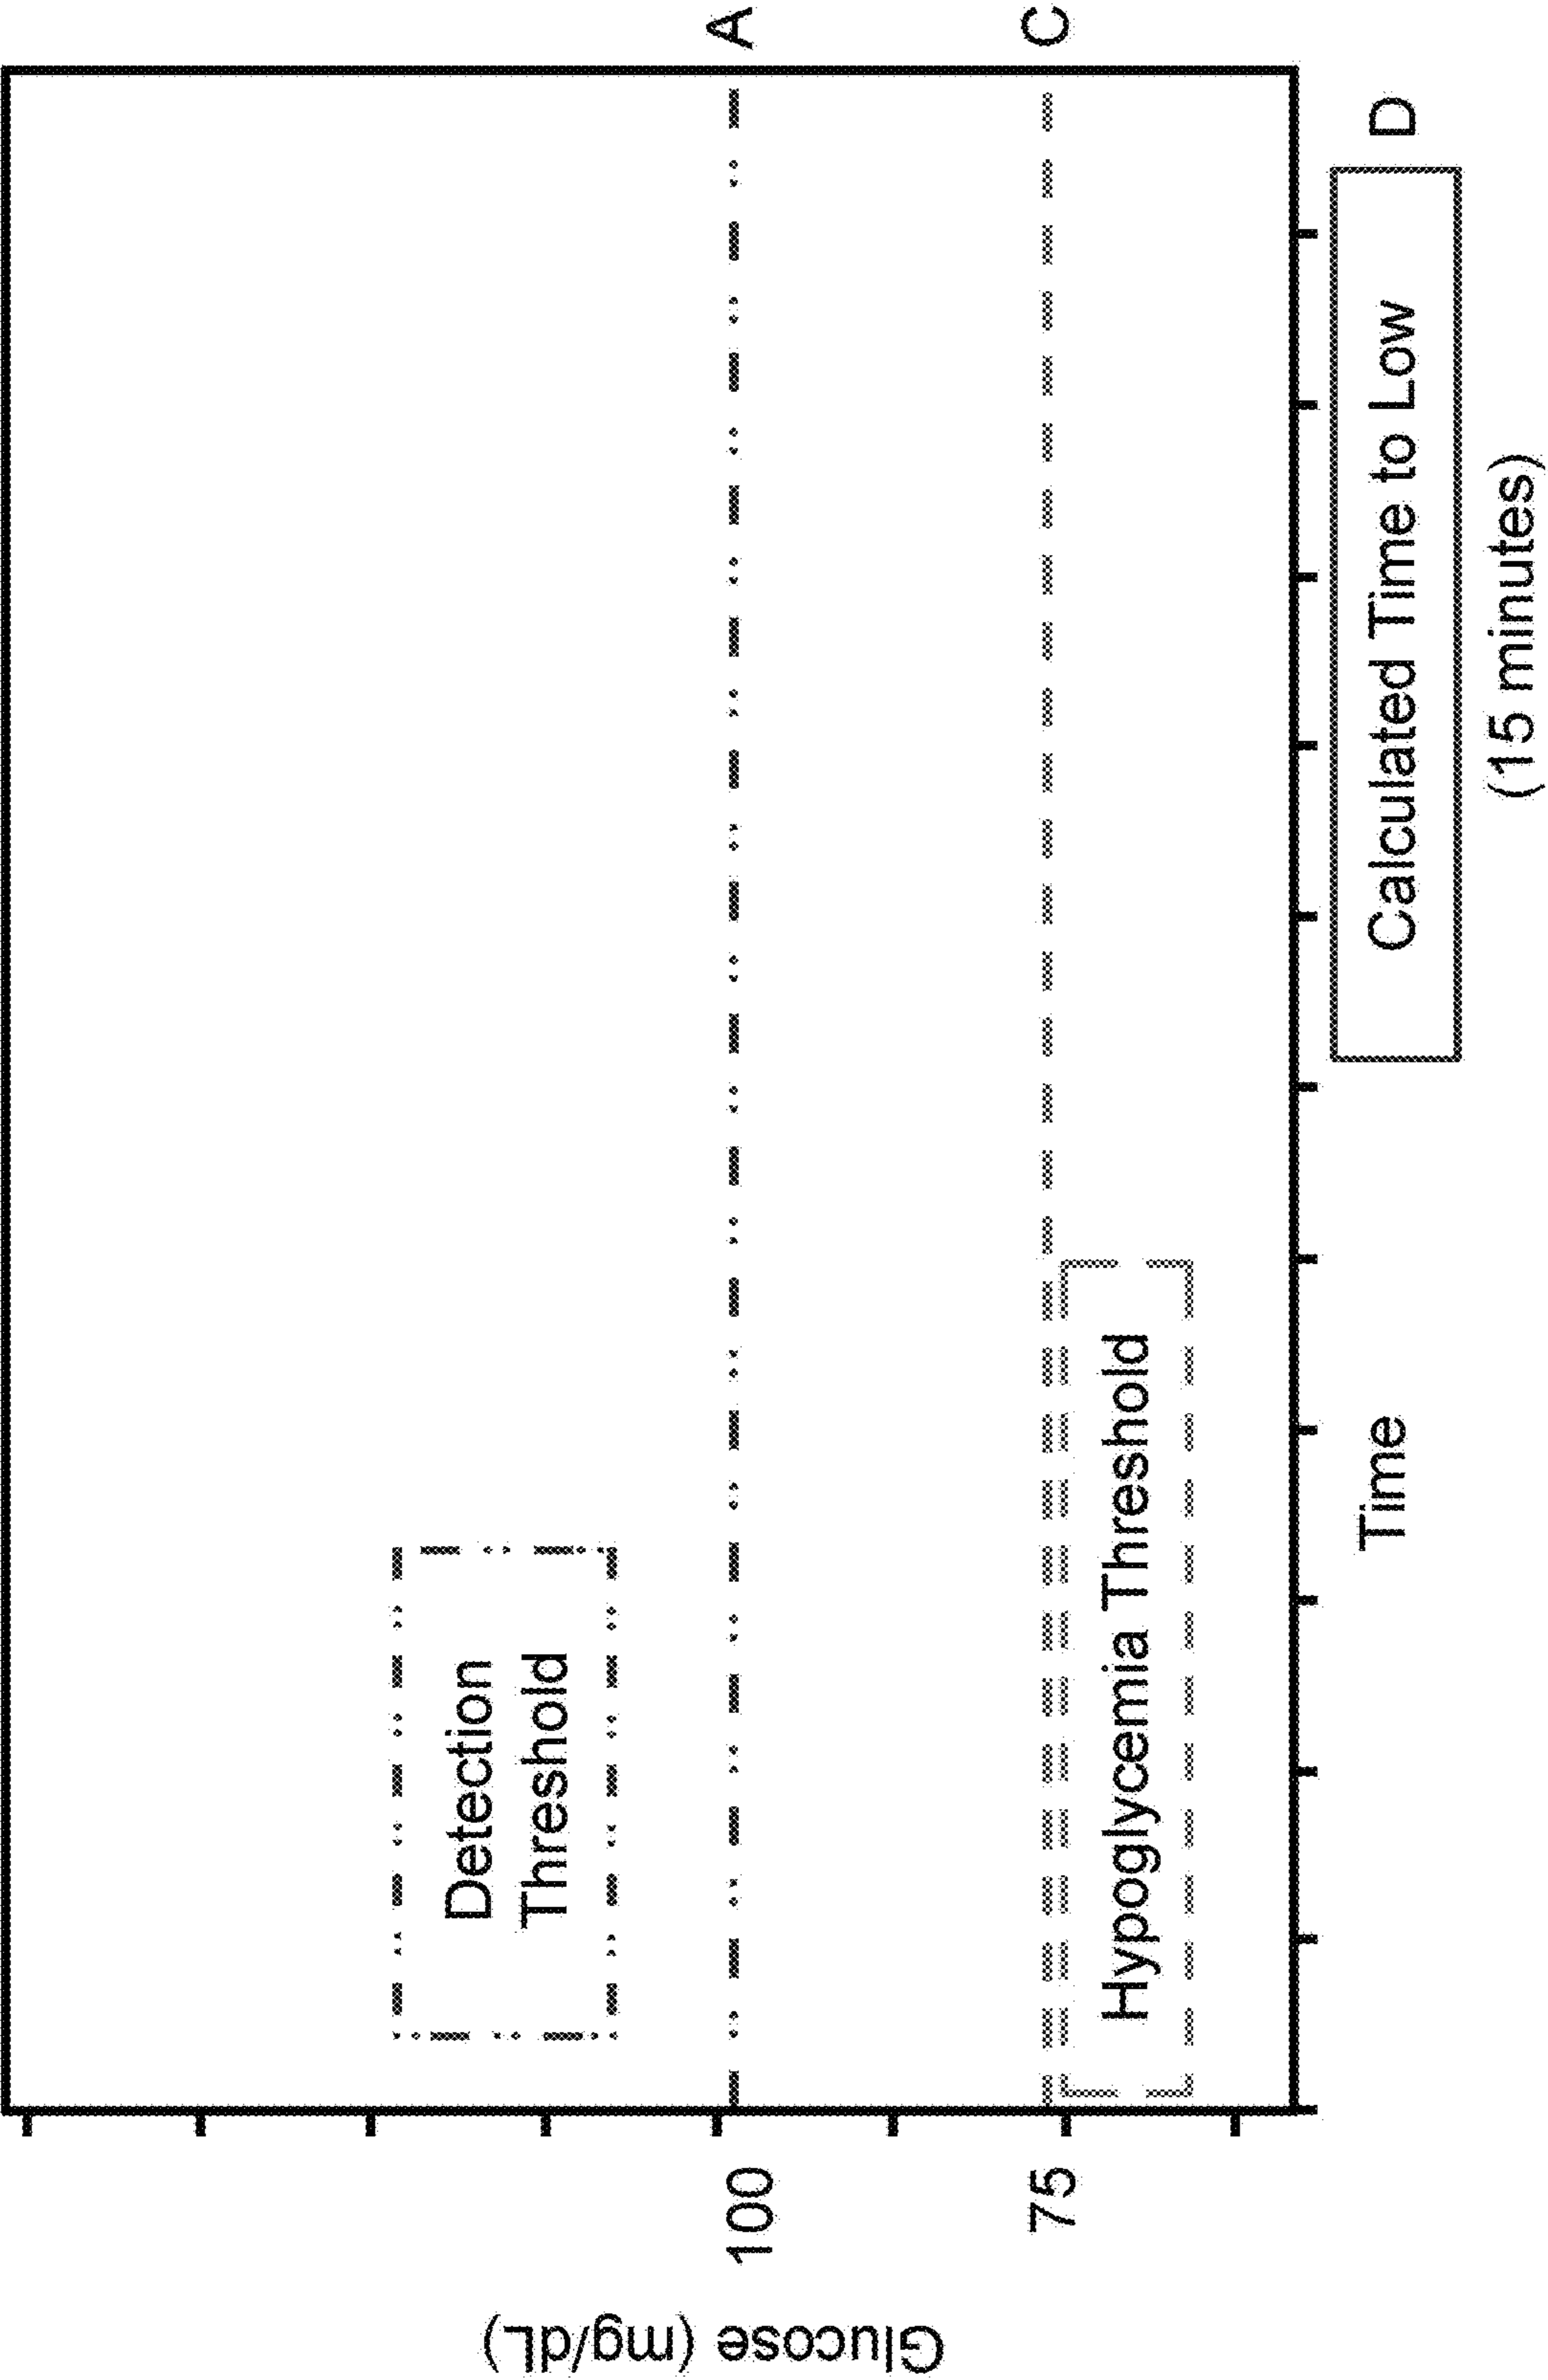 Glucose (mg/dL)
Detection
Threshold
100
A
75
C
Hypoglycemia Threshold
Time
Calculated Time to Low
D
(15 minutes)